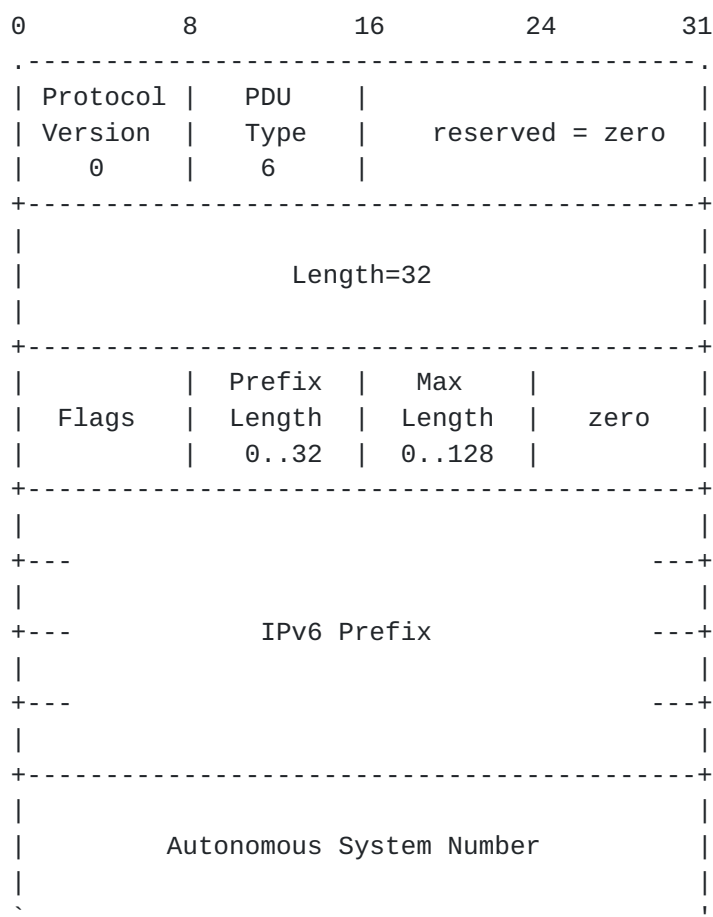 0          8          16         24       31
.-------------------------------------------.
| Protocol |   PDU    |                     |
| Version  |   Type   |    reserved = zero  |
|    0     |    6     |                     |
+-------------------------------------------+
|                                           |
|                 Length=32                 |
|                                           |
+-------------------------------------------+
|          |  Prefix  |   Max    |          |
|  Flags   |  Length  |  Length  |   zero   |
|          |   0..32  |  0..128  |          |
+-------------------------------------------+
|                                           |
+---                                     ---+
|                                           |
+---            IPv6 Prefix              ---+
|                                           |
+---                                     ---+
|                                           |
+-------------------------------------------+
|                                           |
|         Autonomous System Number          |
|                                           |
`-------------------------------------------'